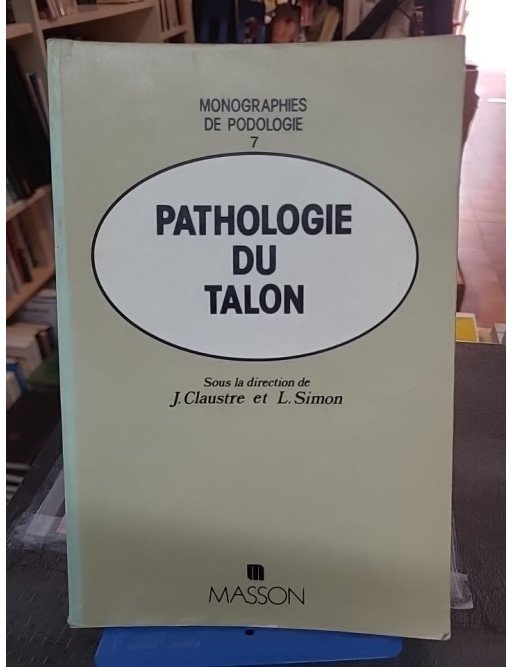 MONOGRAPHIES
DE PODOLOGIE
7
PATHOLOGIE
DU
TALON
Sous la direction de
J. Claustre et L. Simon
MASSON